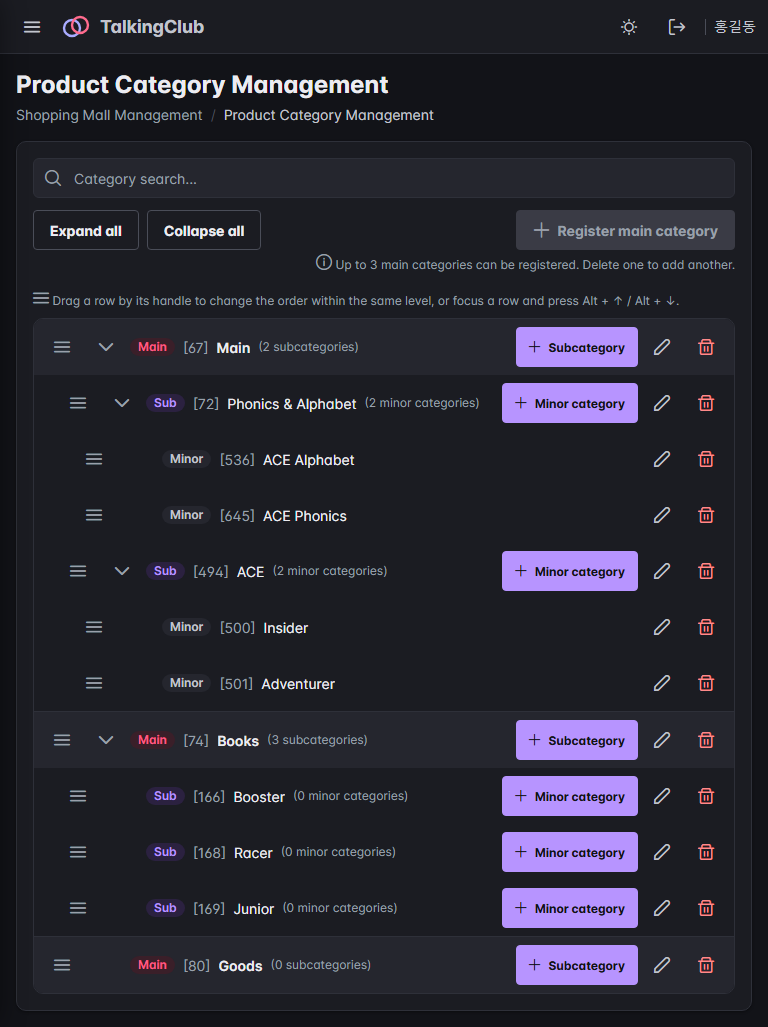 TalkingClub
홍길동
Product Category Management
Shopping Mall Management / Product Category Management
Category search...
Expand all
Collapse all
+ Register main category
Up to 3 main categories can be registered. Delete one to add another.
Drag a row by its handle to change the order within the same level, or focus a row and press Alt + ↑ / Alt + ↓.
Main [67] Main (2 subcategories) + Subcategory
Sub [72] Phonics & Alphabet (2 minor categories) + Minor category
Minor [536] ACE Alphabet
Minor [645] ACE Phonics
Sub [494] ACE (2 minor categories) + Minor category
Minor [500] Insider
Minor [501] Adventurer
Main [74] Books (3 subcategories) + Subcategory
Sub [166] Booster (0 minor categories) + Minor category
Sub [168] Racer (0 minor categories) + Minor category
Sub [169] Junior (0 minor categories) + Minor category
Main [80] Goods (0 subcategories) + Subcategory